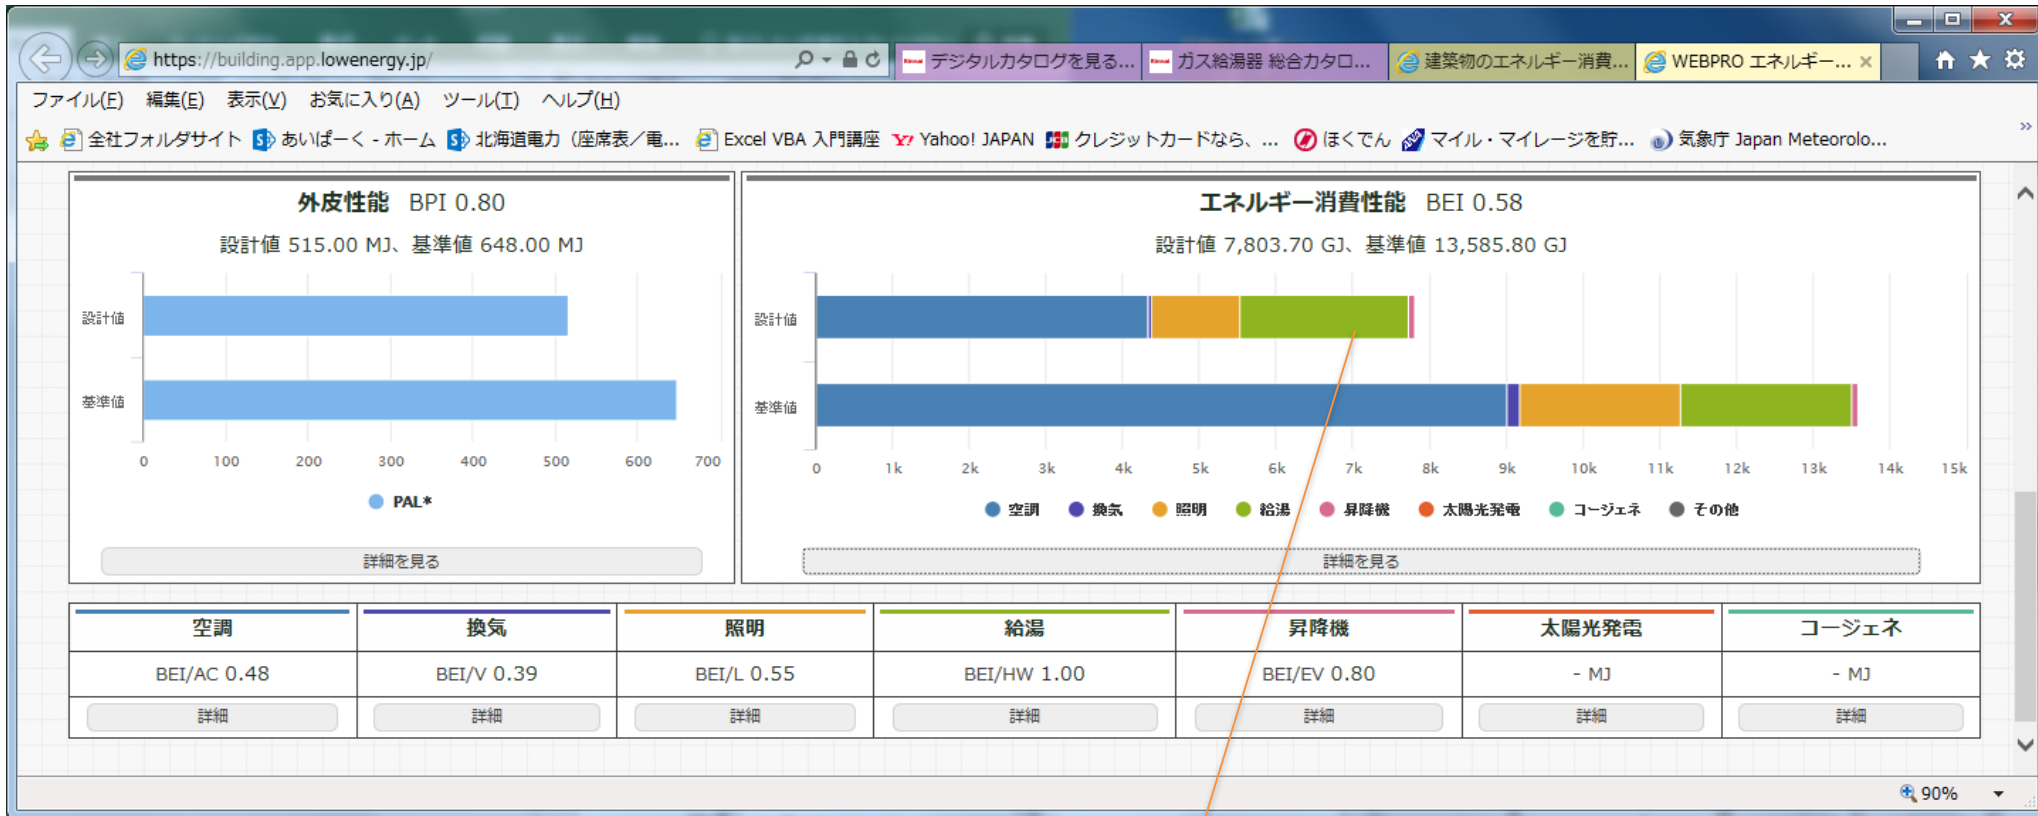 https://building.app.lowenergy.jp/
デジタルカタログを見る...
ガス給湯器 総合カタロ...
建築物のエネルギー消費...
WEBPRO エネルギー...
ファイル(F) 編集(E) 表示(V) お気に入り(A) ツール(T) ヘルプ(H)
全社フォルダサイト あいぱーく - ホーム 北海道電力（座席表／電... Excel VBA 入門講座 Yahoo! JAPAN クレジットカードなら、... ほくでん マイル・マイレージを貯... 気象庁 Japan Meteorolo...
外皮性能 BPI 0.80
設計値 515.00 MJ、基準値 648.00 MJ
設計値
基準値
0 100 200 300 400 500 600 700
PAL*
詳細を見る
エネルギー消費性能 BEI 0.58
設計値 7,803.70 GJ、基準値 13,585.80 GJ
設計値
基準値
0 1k 2k 3k 4k 5k 6k 7k 8k 9k 10k 11k 12k 13k 14k 15k
空調 換気 照明 給湯 昇降機 太陽光発電 コージェネ その他
詳細を見る
空調 換気 照明 給湯 昇降機 太陽光発電 コージェネ
BEI/AC 0.48 BEI/V 0.39 BEI/L 0.55 BEI/HW 1.00 BEI/EV 0.80 - MJ - MJ
詳細 詳細 詳細 詳細 詳細 詳細 詳細
90%